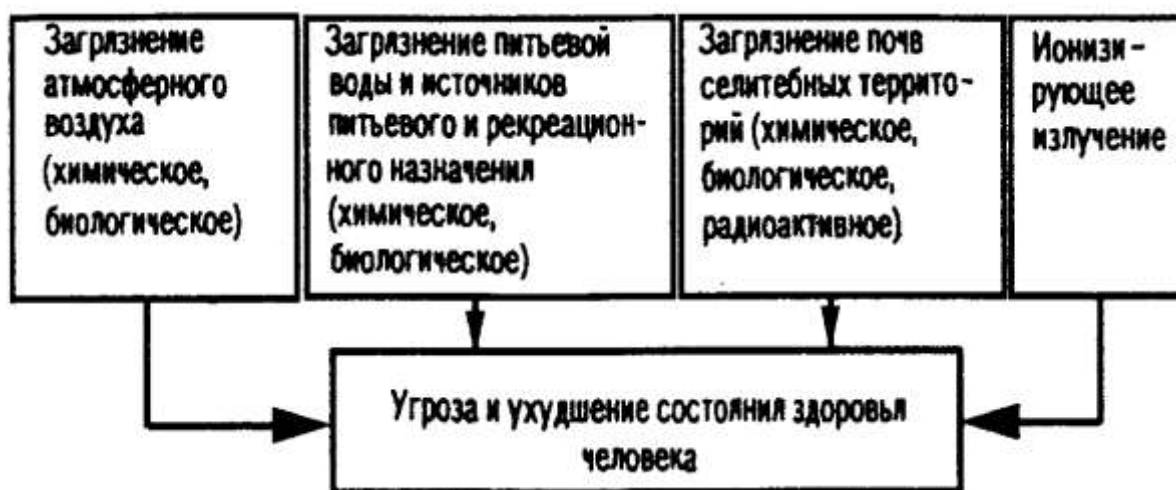 Загрязнение
атмосферного
воздуха
(химическое,
биологическое)
Загрязнение питьевой
воды и источников
питьевого и рекреацион-
ного назначения
(химическое,
биологическое)
Загрязнение почв
селитебных террито-
рий (химическое,
биологическое,
радиоактивное)
Ионизи-
рующее
излучение
Угроза и ухудшение состояния здоровья
человека